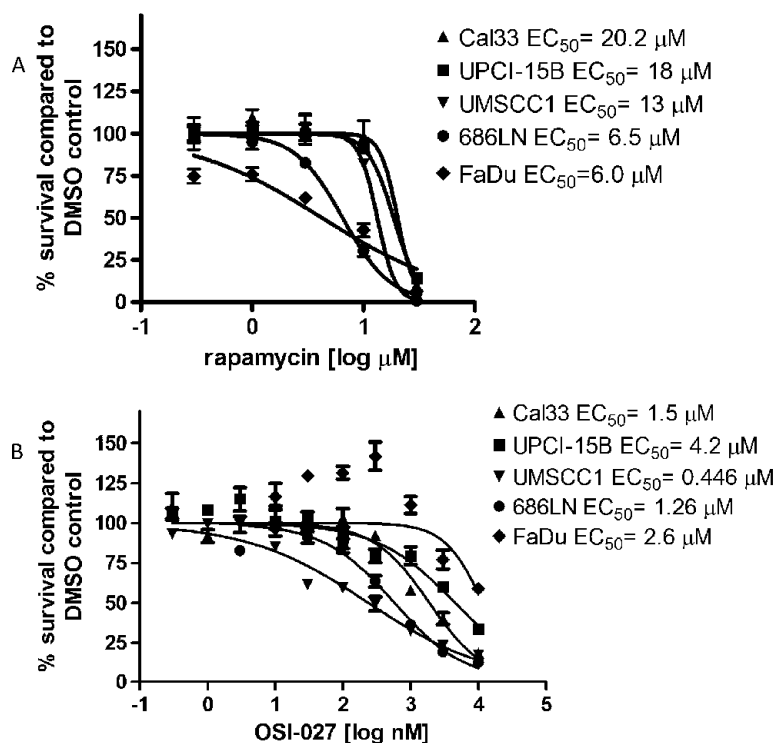 A
% survival compared to
DMSO control
150
125
100
75
50
25
0
-1
0
1
2
rapamycin [log µM]
Cal33 EC50= 20.2 µM
UPCI-15B EC50= 18 µM
UMSCC1 EC50= 13 µM
686LN EC50= 6.5 µM
FaDu EC50=6.0 µM
B
% survival compared to
DMSO control
150
125
100
75
50
25
0
-1
0
1
2
3
4
5
OSI-027 [log nM]
Cal33 EC50= 1.5 µM
UPCI-15B EC50= 4.2 µM
UMSCC1 EC50= 0.446 µM
686LN EC50= 1.26 µM
FaDu EC50= 2.6 µM